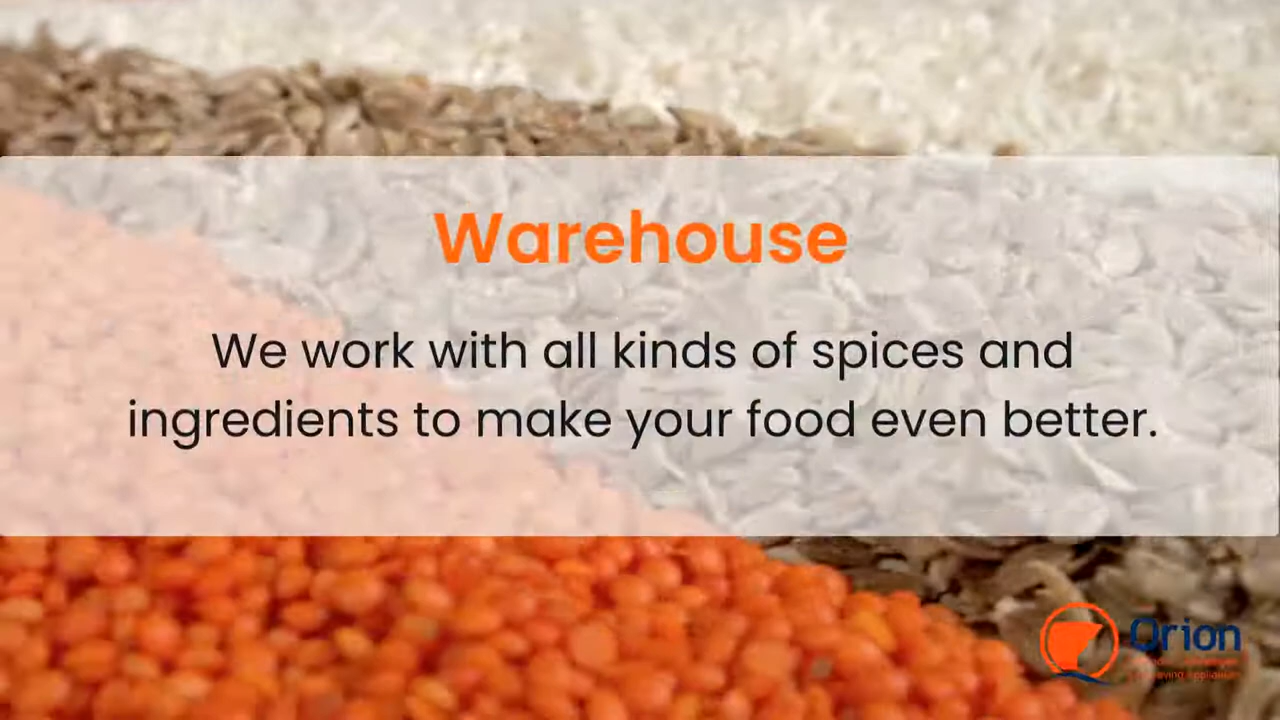 Warehouse
We work with all kinds of spices and
ingredients to make your food even better.
Orion